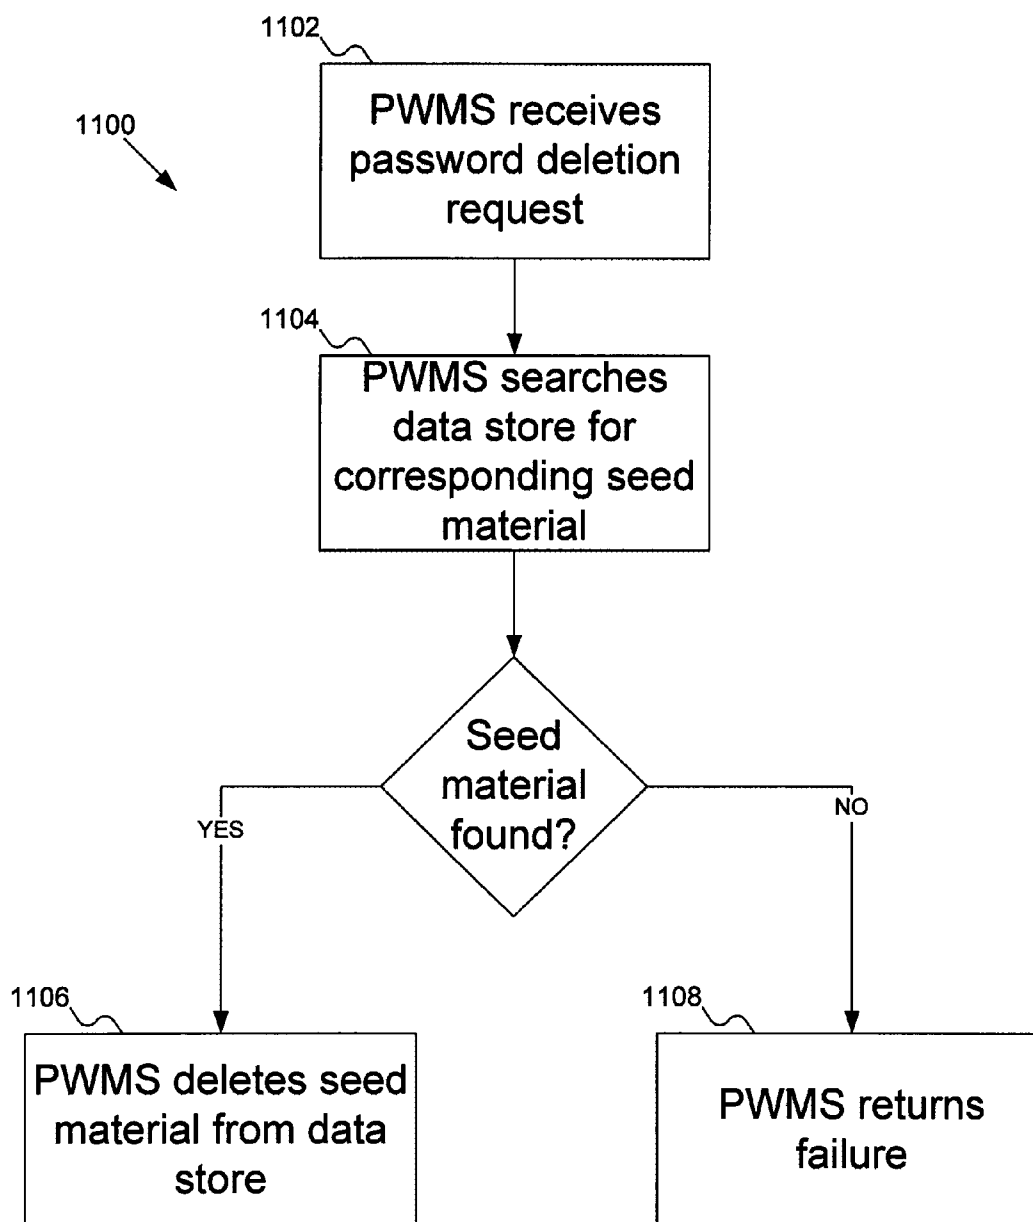 1102
PWMS receives
password deletion
request
1100
1104
PWMS searches
data store for
corresponding seed
material
Seed
material
found?
YES
NO
1106
PWMS deletes seed
material from data
store
1108
PWMS returns
failure